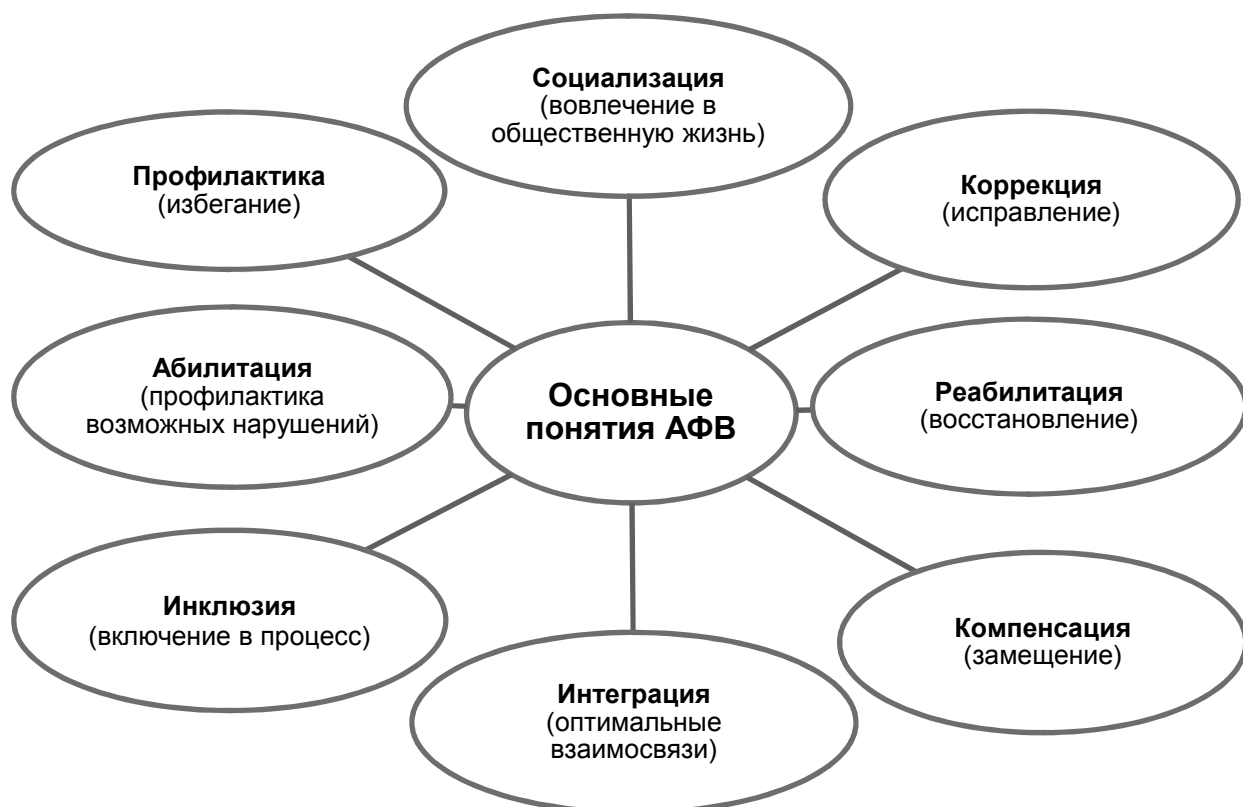 Социализация
(вовлечение в
общественную жизнь)
Профилактика
(избегание)
Коррекция
(исправление)
Абилитация
(профилактика
возможных нарушений)
Основные
понятия АФВ
Реабилитация
(восстановление)
Инклюзия
(включение в процесс)
Компенсация
(замещение)
Интеграция
(оптимальные
взаимосвязи)